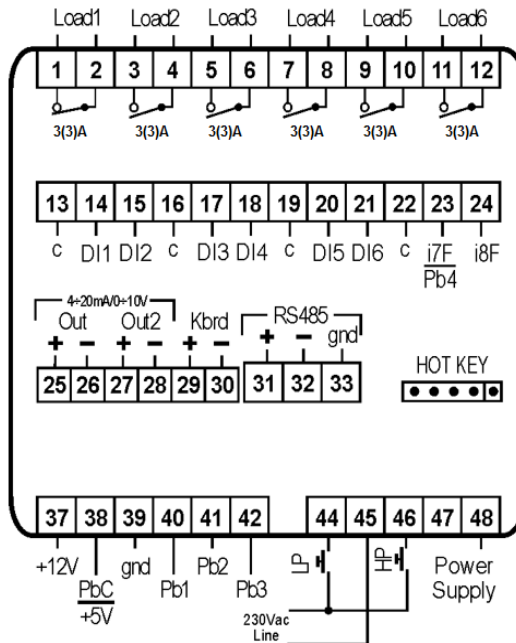 Load1 Load2 Load3 Load4 Load5 Load6
1 2 3 4 5 6 7 8 9 10 11 12
3(3)A 3(3)A 3(3)A 3(3)A 3(3)A 3(3)A
13 14 15 16 17 18 19 20 21 22 23 24
C DI1 DI2 C DI3 DI4 C DI5 DI6 C i7F i8F
Pb4
4÷20mA/0÷10V
Out Out2 Kbrd RS485
+ - + - + - + - gnd
25 26 27 28 29 30 31 32 33
HOT KEY
37 38 39 40 41 42 44 45 46 47 48
+12V PbC gnd Pb1 Pb2 Pb3 LP HP Power
+5V Supply
230Vac
Line